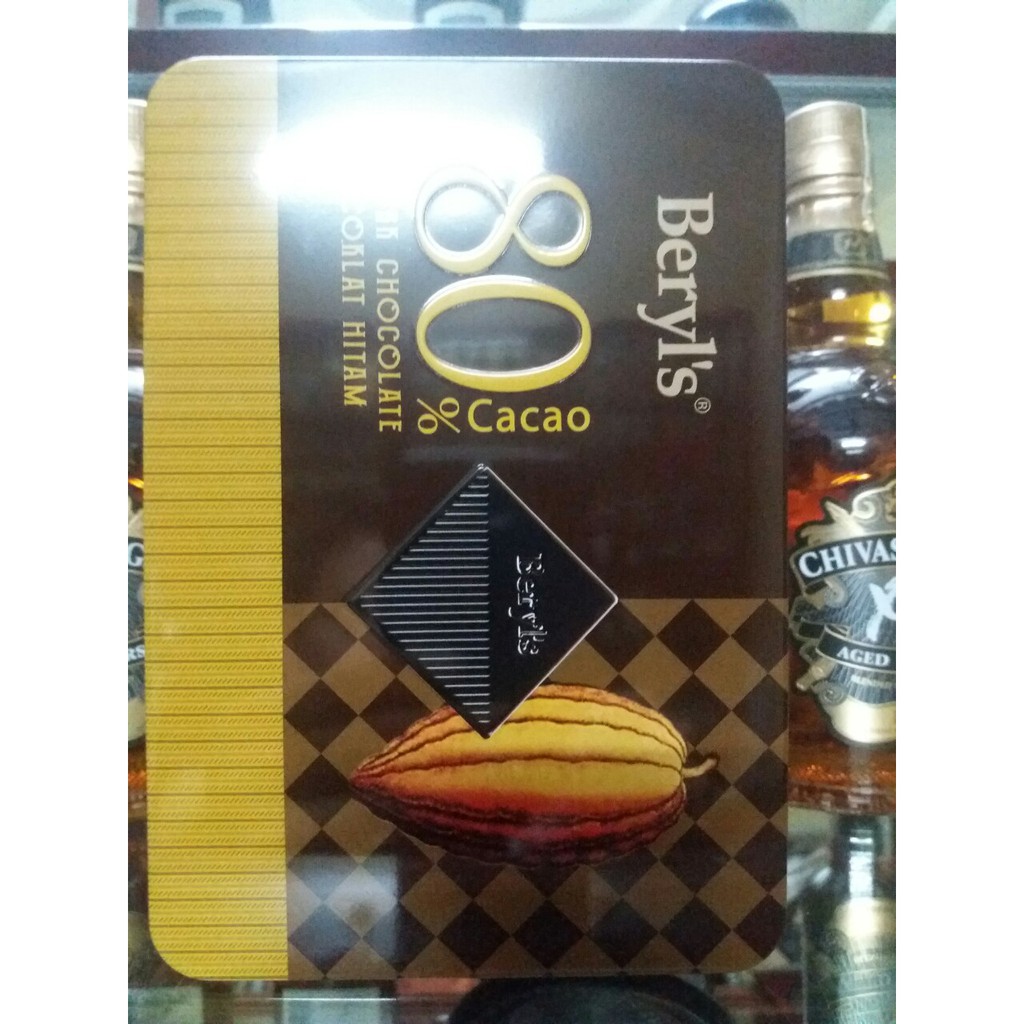 Beryl's®
80% Cacao
CHOCOLATE
HITAM
Beryl's
CHIVAS
AGED